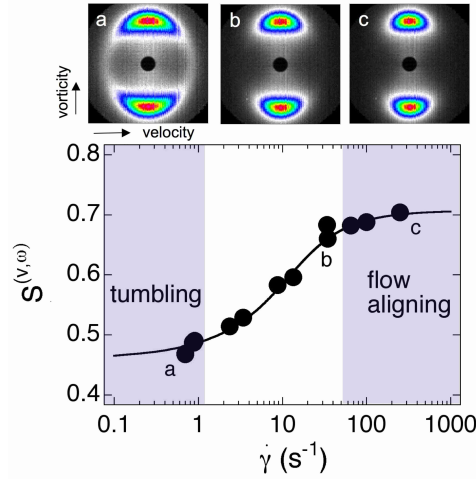 a
b
c
vorticity
velocity
S(ν,ω)
0.8
0.7
0.6
0.5
0.4
tumbling
flow
aligning
a
b
c
0.1 1 10 100 1000
γ̇ (s⁻¹)